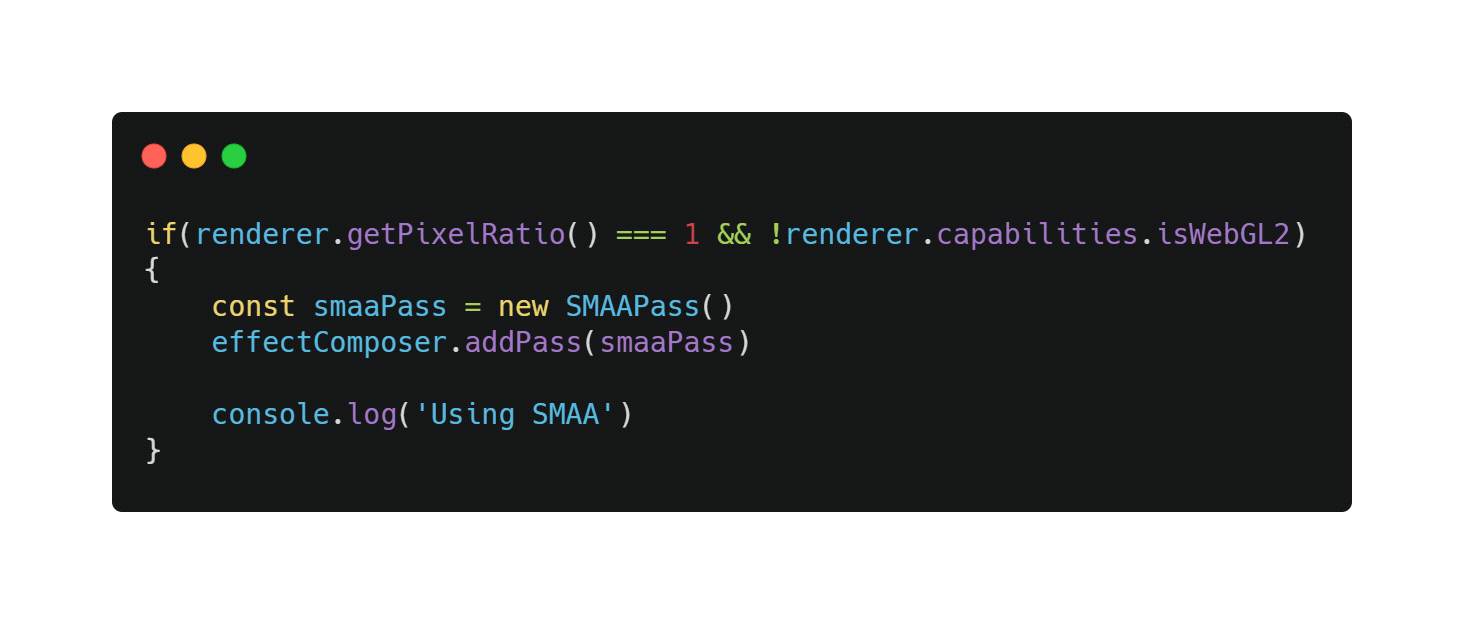 if(renderer.getPixelRatio() === 1 && !renderer.capabilities.isWebGL2)
{
    const smaaPass = new SMAAPass()
    effectComposer.addPass(smaaPass)

    console.log('Using SMAA')
}